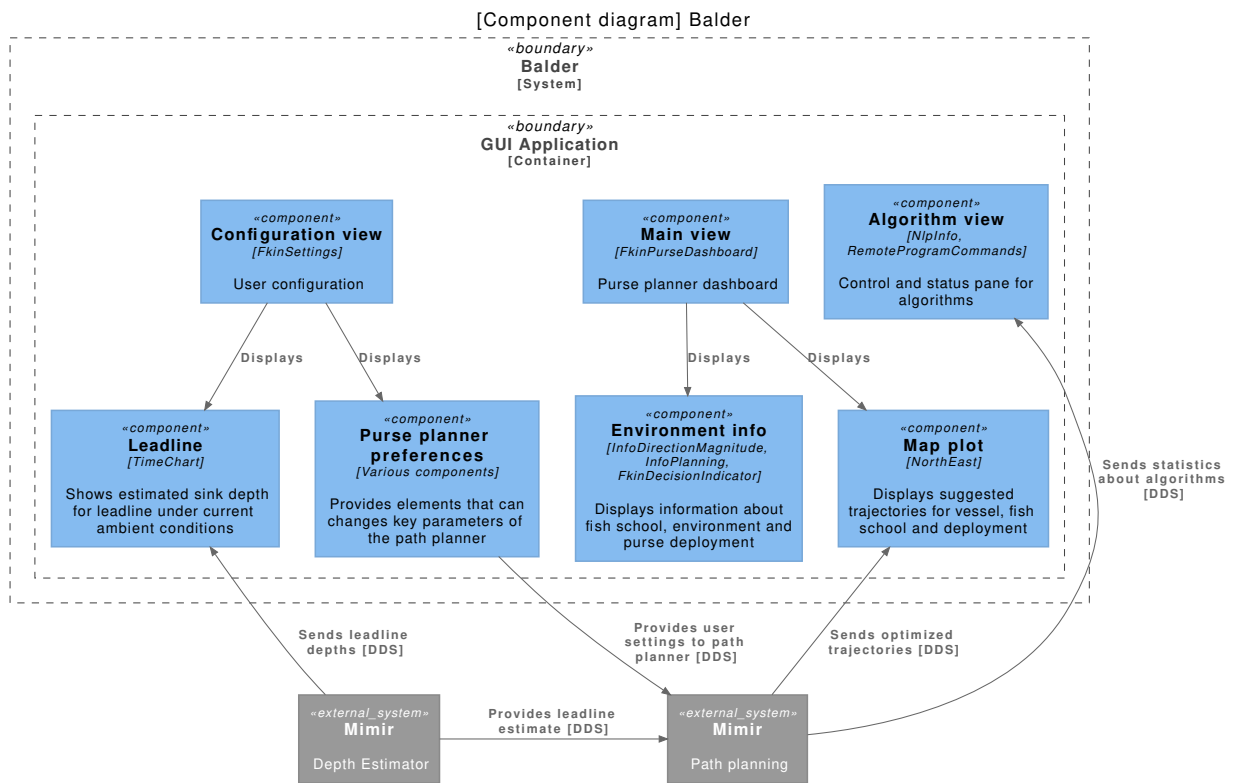 [Component diagram] Balder
«boundary»
Balder
[System]
«boundary»
GUI Application
[Container]
«component»
Configuration view
[FkinSettings]
User configuration
«component»
Main view
[FkinPurseDashboard]
Purse planner dashboard
«component»
Algorithm view
[NlpInfo,
RemoteProgramCommands]
Control and status pane for
algorithms
Displays
Displays
Displays
Displays
«component»
Leadline
[TimeChart]
Shows estimated sink depth
for leadline under current
ambient conditions
«component»
Purse planner
preferences
[Various components]
Provides elements that can
changes key parameters of
the path planner
«component»
Environment info
[InfoDirectionMagnitude,
InfoPlanning,
FkinDecisionIndicator]
Displays information about
fish school, environment and
purse deployment
«component»
Map plot
[NorthEast]
Displays suggested
trajectories for vessel, fish
school and deployment
Sends statistics
about algorithms
[DDS]
Sends leadline
depths [DDS]
Provides user
settings to path
planner [DDS]
Sends optimized
trajectories [DDS]
«external_system»
Mimir
Depth Estimator
Provides leadline
estimate [DDS]
«external_system»
Mimir
Path planning